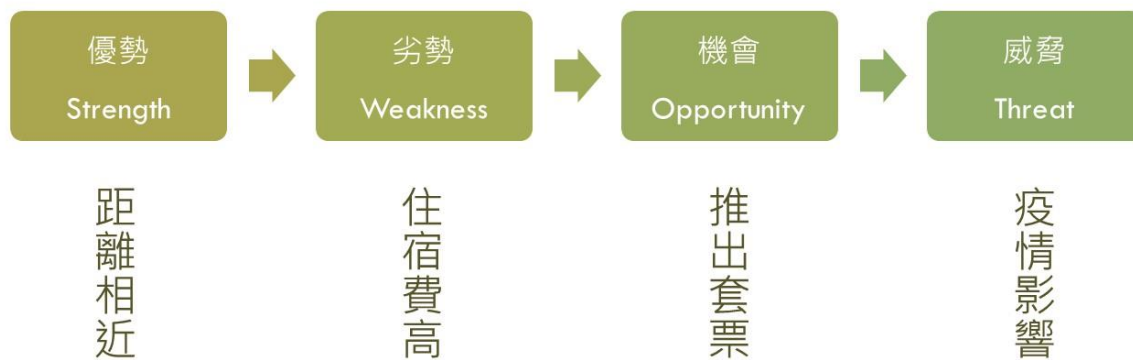 優勢
Strength
劣勢
Weakness
機會
Opportunity
威脅
Threat
距離相近
住宿費高
推出套票
疫情影響